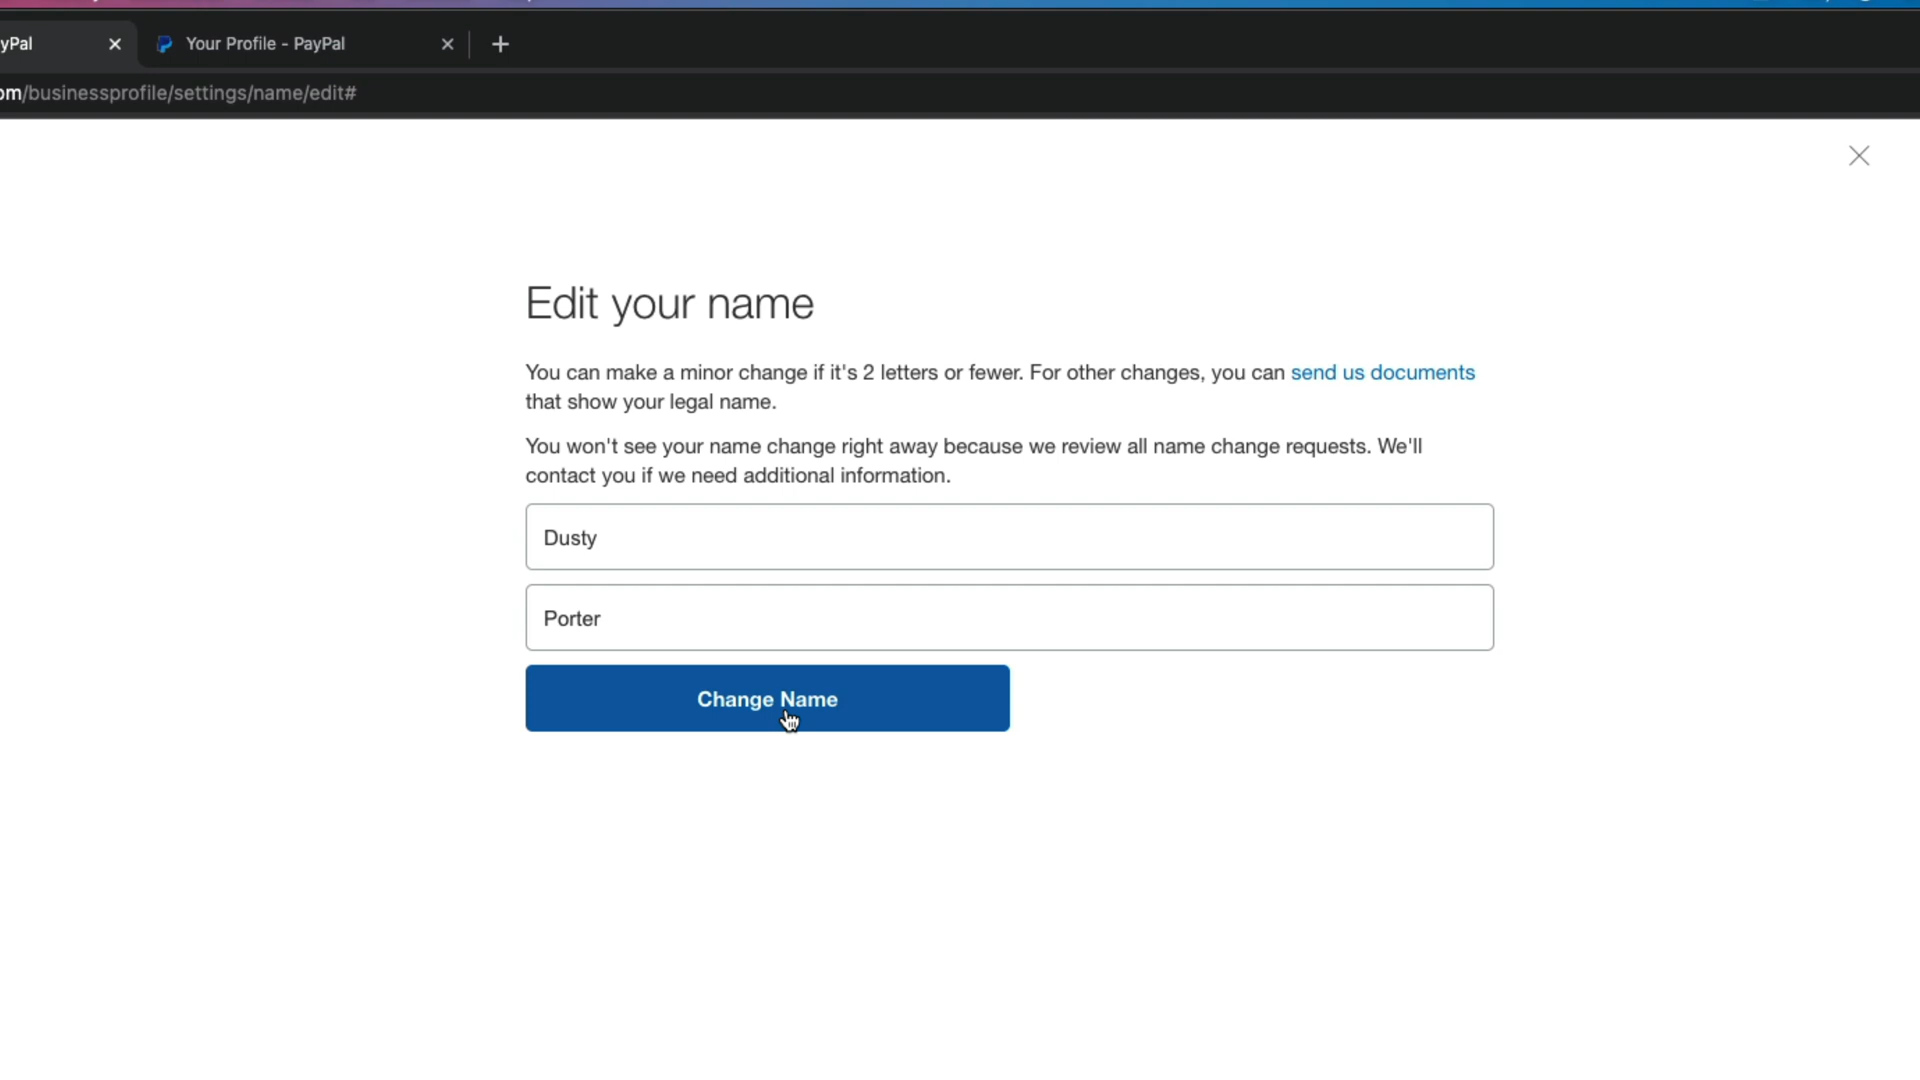 yPal
Your Profile - PayPal
om/businessprofile/settings/name/edit#
Edit your name
You can make a minor change if it's 2 letters or fewer. For other changes, you can send us documents
that show your legal name.
You won't see your name change right away because we review all name change requests. We'll
contact you if we need additional information.
Dusty
Porter
Change Name